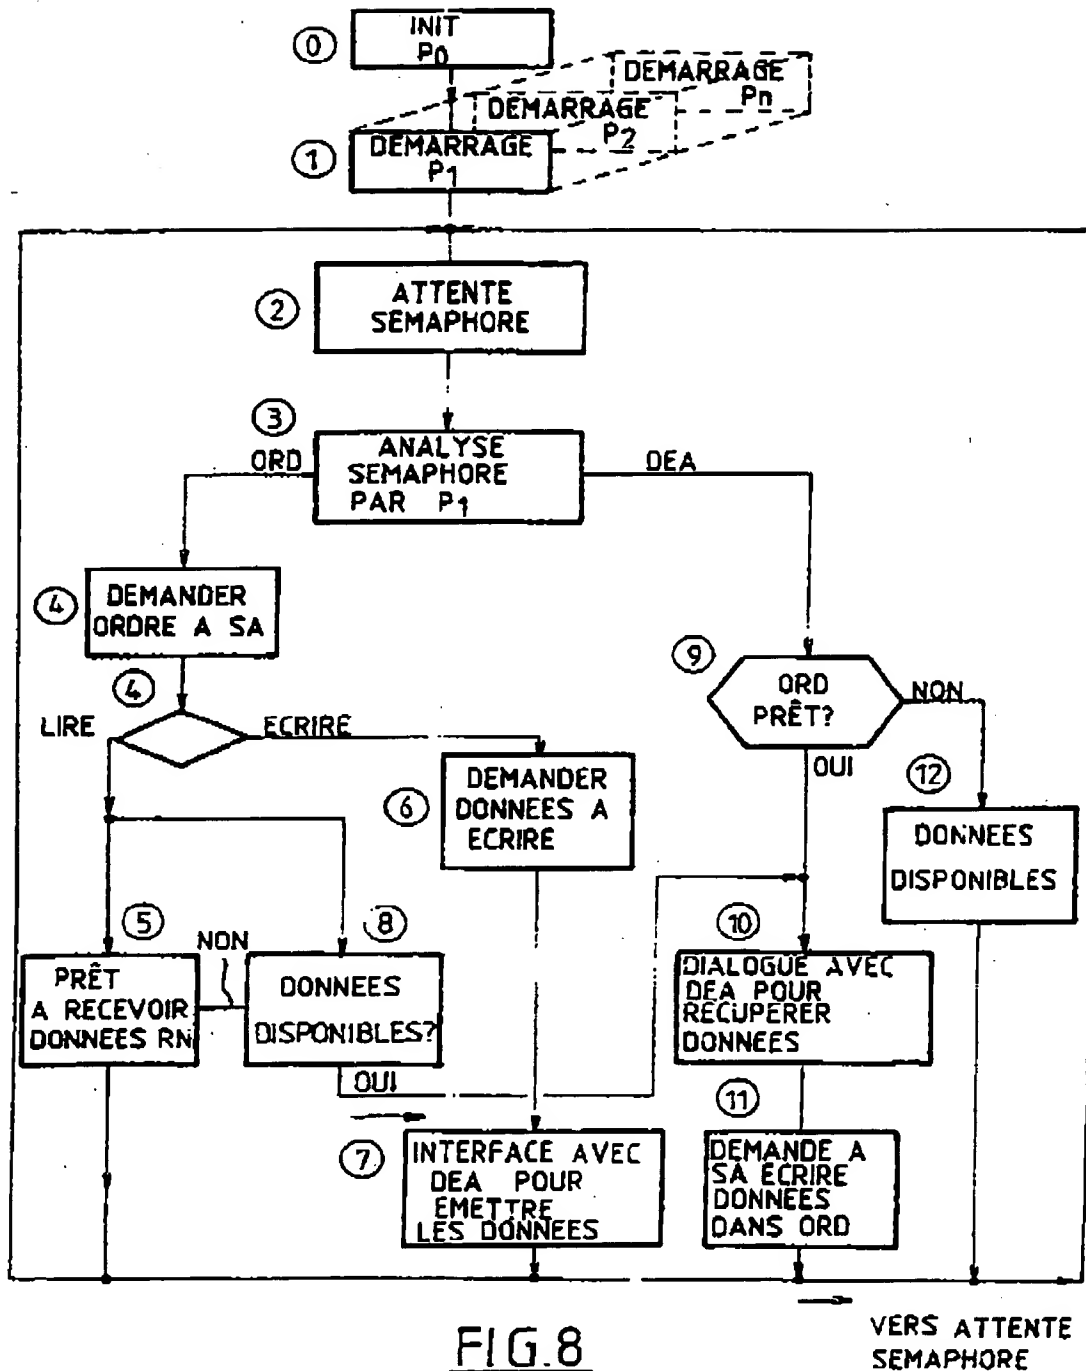 0
INIT
P0
DEMARRAGE
Pn
DEMARRAGE
P2
1
DEMARRAGE
P1
2
ATTENTE
SEMAPHORE
3
ANALYSE
SEMAPHORE
PAR P1
ORD
DEA
4
DEMANDER
ORDRE A SA
4
LIRE
ECRIRE
9
ORD
PRÊT?
NON
OUI
6
DEMANDER
DONNEES A
ECRIRE
12
DONNEES
DISPONIBLES
5
NON
8
PRÊT
A RECEVOIR
DONNEES RN
DONNEES
DISPONIBLES?
OUI
10
DIALOGUE AVEC
DEA POUR
RECUPERER
DONNEES
7
INTERFACE AVEC
DEA POUR
EMETTRE
LES DONNEES
11
DEMANDE A
SA ECRIRE
DONNEES
DANS ORD
VERS ATTENTE
SEMAPHORE
FIG.8